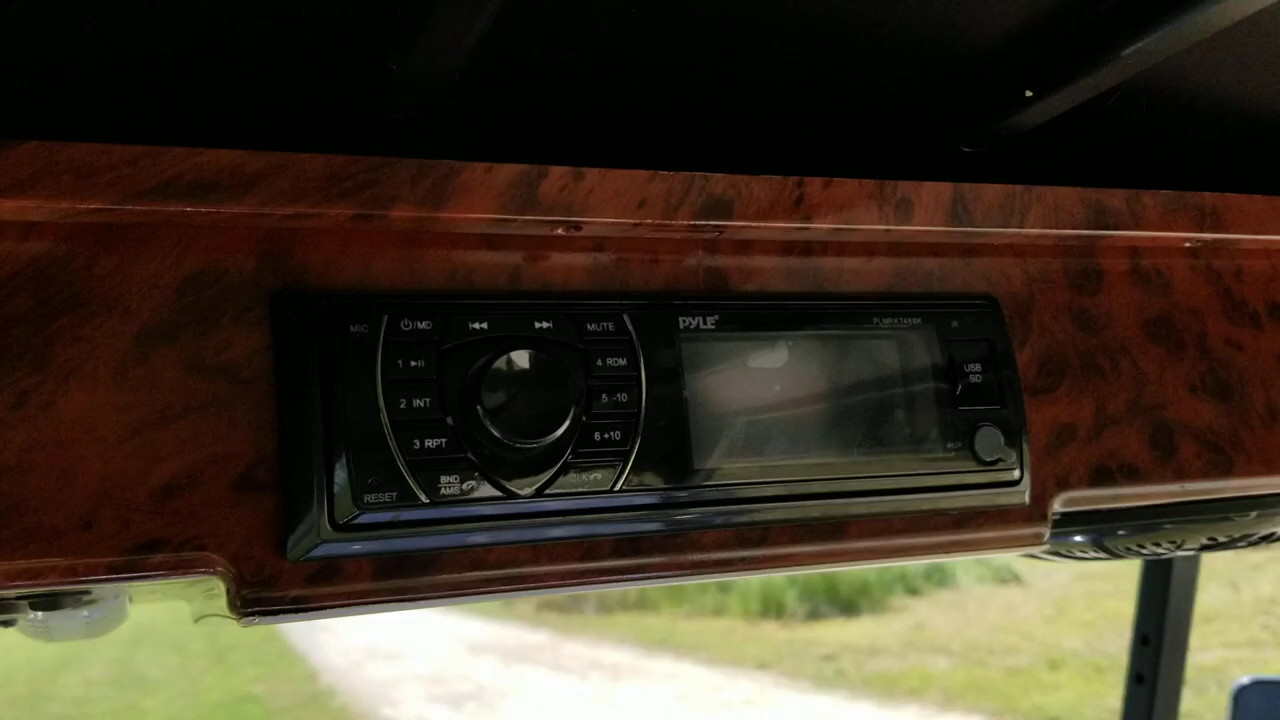 MIC
⏻/MD
MUTE
1
2 INT
3 RPT
4 RDM
5 -10
6 +10
BND
AMS
RESET
PYLE®
USB
SD
AUX